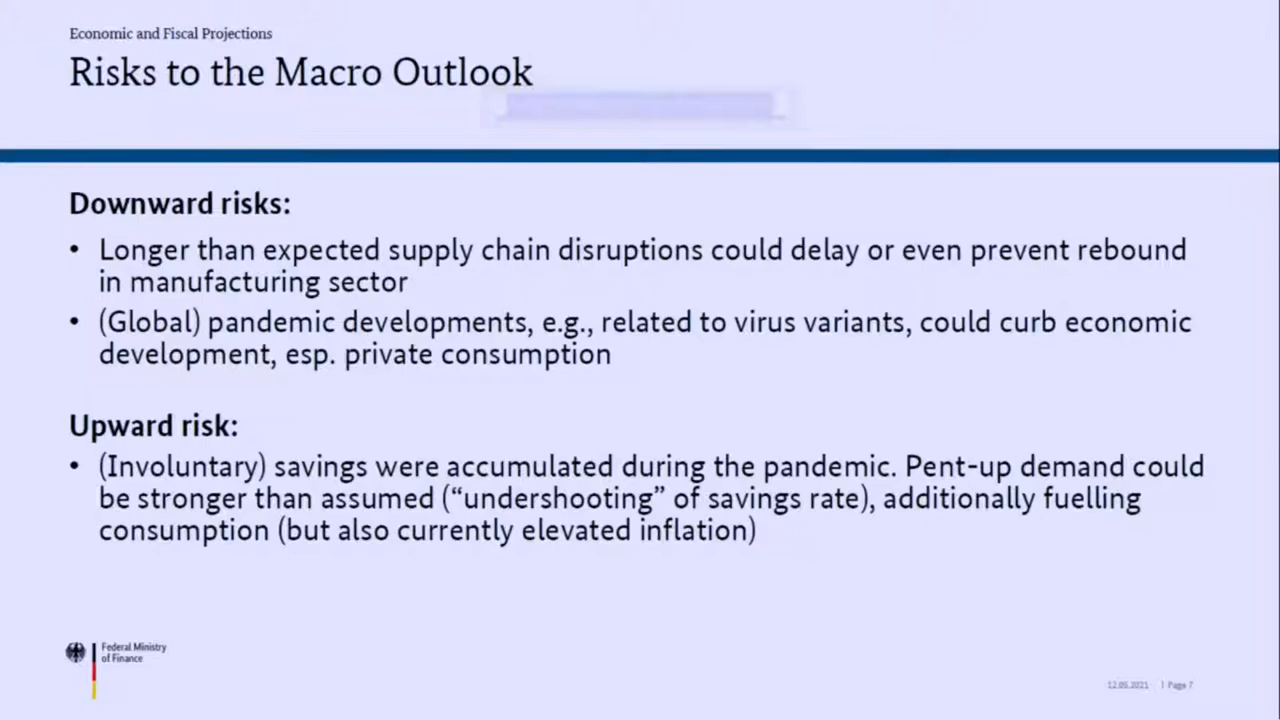 Economic and Fiscal Projections
Risks to the Macro Outlook
Downward risks:
• Longer than expected supply chain disruptions could delay or even prevent rebound
in manufacturing sector
• (Global) pandemic developments, e.g., related to virus variants, could curb economic
development, esp. private consumption
Upward risk:
• (Involuntary) savings were accumulated during the pandemic. Pent-up demand could
be stronger than assumed (“undershooting” of savings rate), additionally fuelling
consumption (but also currently elevated inflation)
Federal Ministry
of Finance
| Page 7